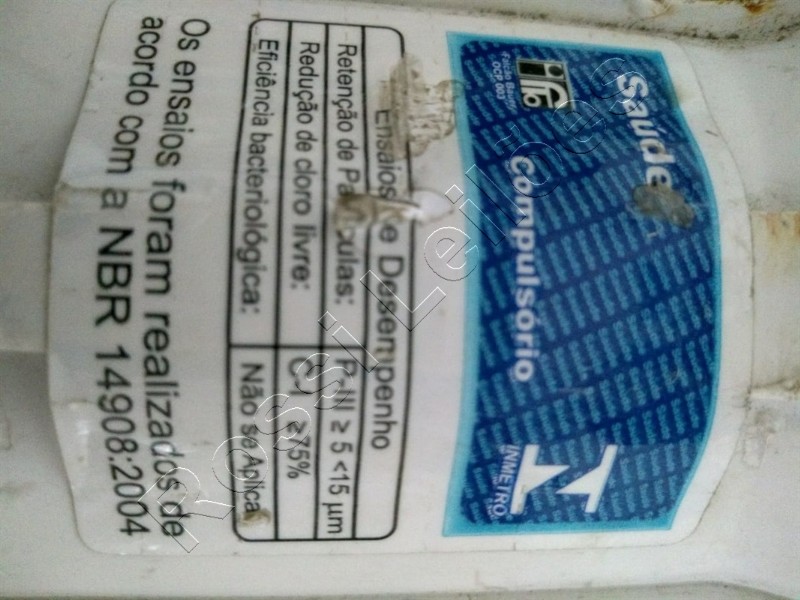 Saúde
Compulsório
ifb
Falcão Bauer
OCP 003
INMETRO
Ensaios de Desempenho
Retenção de Partículas: P-III ≥ 5 <15 µm
Redução de cloro livre: C-I ≥75%
Eficiência bacteriológica: Não se Aplica
Os ensaios foram realizados de
acordo com a NBR 14908:2004
Rossi Leilões